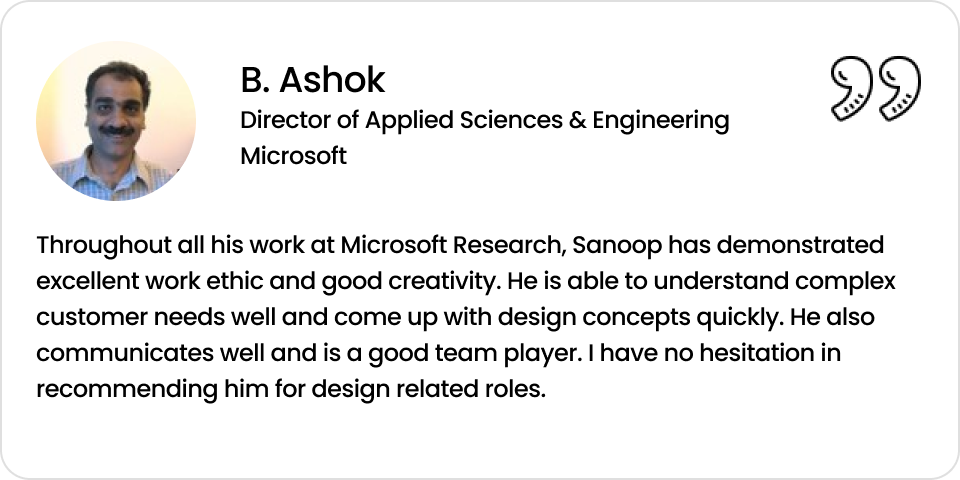 B. Ashok
Director of Applied Sciences & Engineering
Microsoft
Throughout all his work at Microsoft Research, Sanoop has demonstrated
excellent work ethic and good creativity. He is able to understand complex
customer needs well and come up with design concepts quickly. He also
communicates well and is a good team player. I have no hesitation in
recommending him for design related roles.